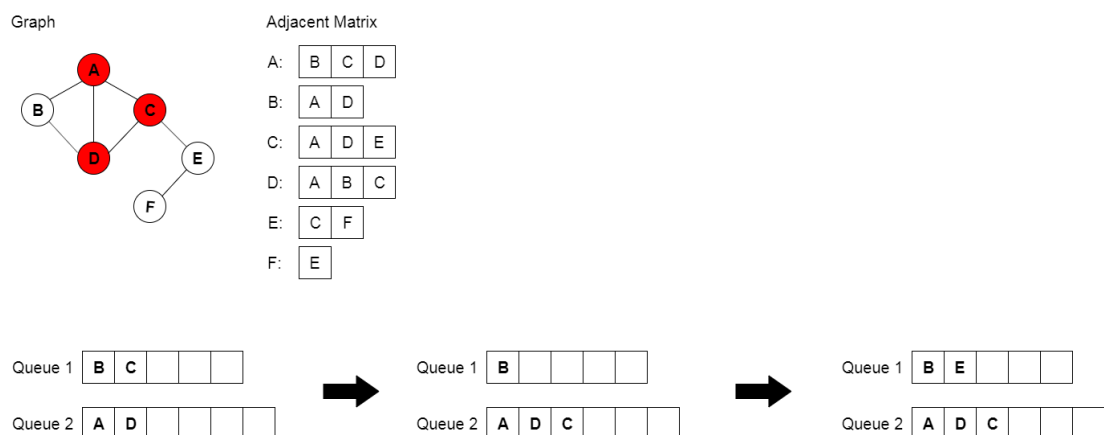 Graph
Adjacent Matrix
A
B
C
D
E
F
A: B C D
B: A D
C: A D E
D: A B C
E: C F
F: E
Queue 1 B C
Queue 2 A D
Queue 1 B
Queue 2 A D C
Queue 1 B E
Queue 2 A D C